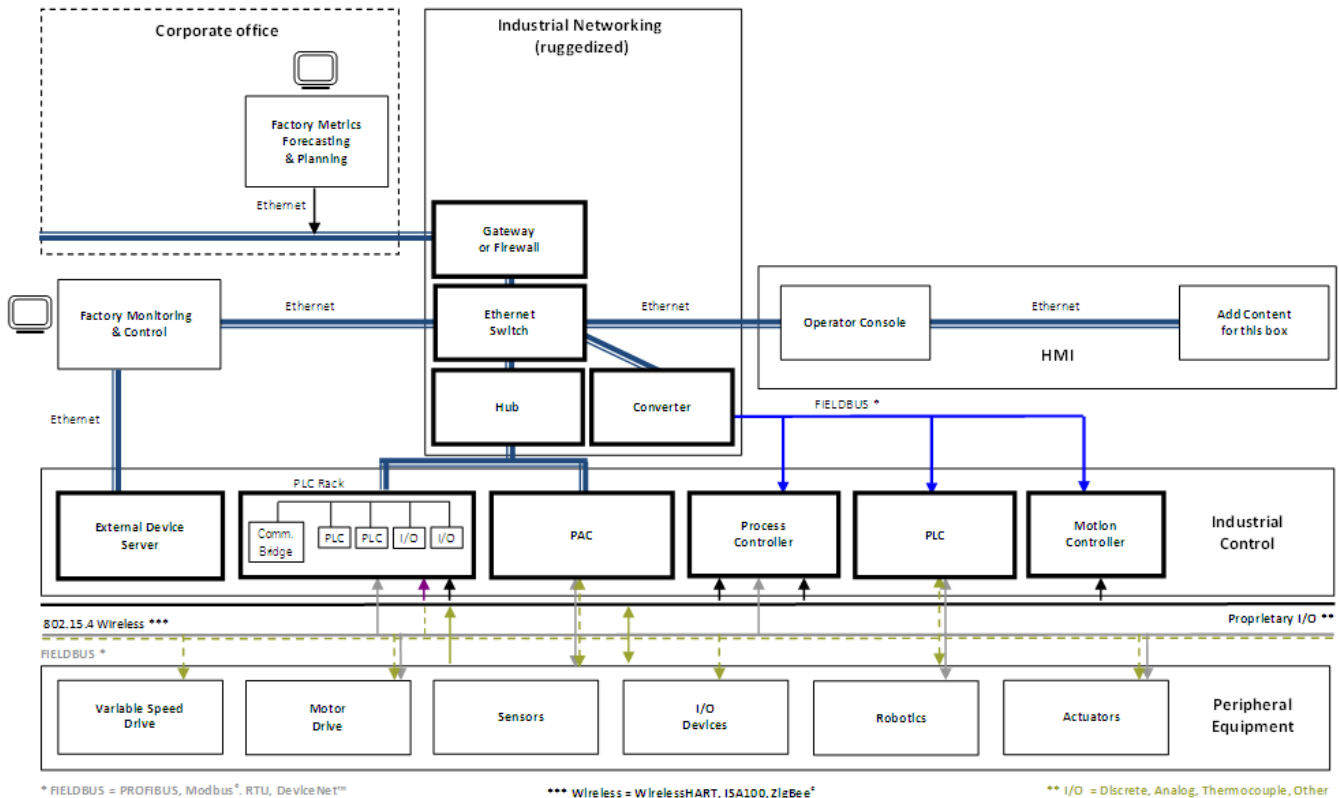 Corporate office
Industrial Networking
(ruggedized)
Factory Metrics
Forecasting
& Planning
Ethernet
Gateway
or Firewall
Factory Monitoring
& Control
Ethernet
Ethernet
Switch
Ethernet
Operator Console
Ethernet
Add Content
for this box
HMI
Ethernet
Hub
Converter
FIELDBUS *
PLC Rack
External Device
Server
Comm.
Bridge
PLC
PLC
I/O
I/O
PAC
Process
Controller
PLC
Motion
Controller
Industrial
Control
802.15.4 Wireless ***
Proprietary I/O **
FIELDBUS *
Variable Speed
Drive
Motor
Drive
Sensors
I/O
Devices
Robotics
Actuators
Peripheral
Equipment
* FIELDBUS = PROFIBUS, Modbus®. RTU, DeviceNet™
*** Wireless = WirelessHART, ISA100, ZigBee®
** I/O = Discrete, Analog, Thermocouple, Other